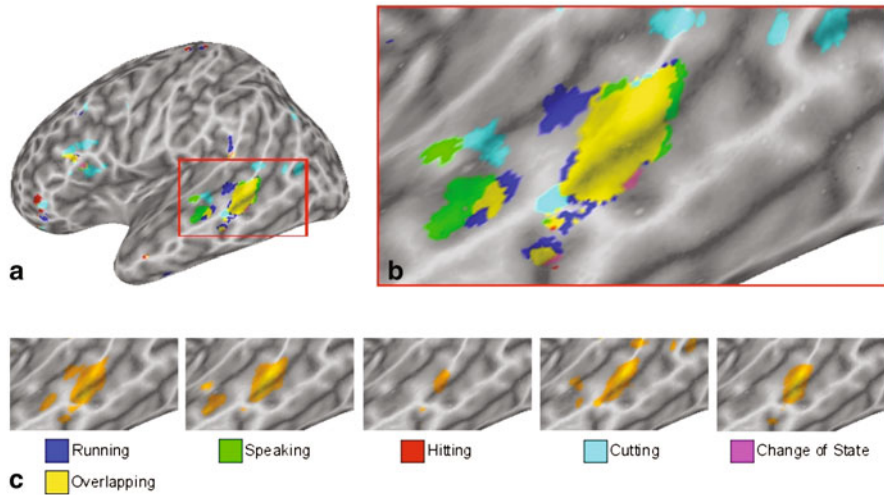 a
b
Running
Speaking
Hitting
Cutting
Change of State
c
Overlapping